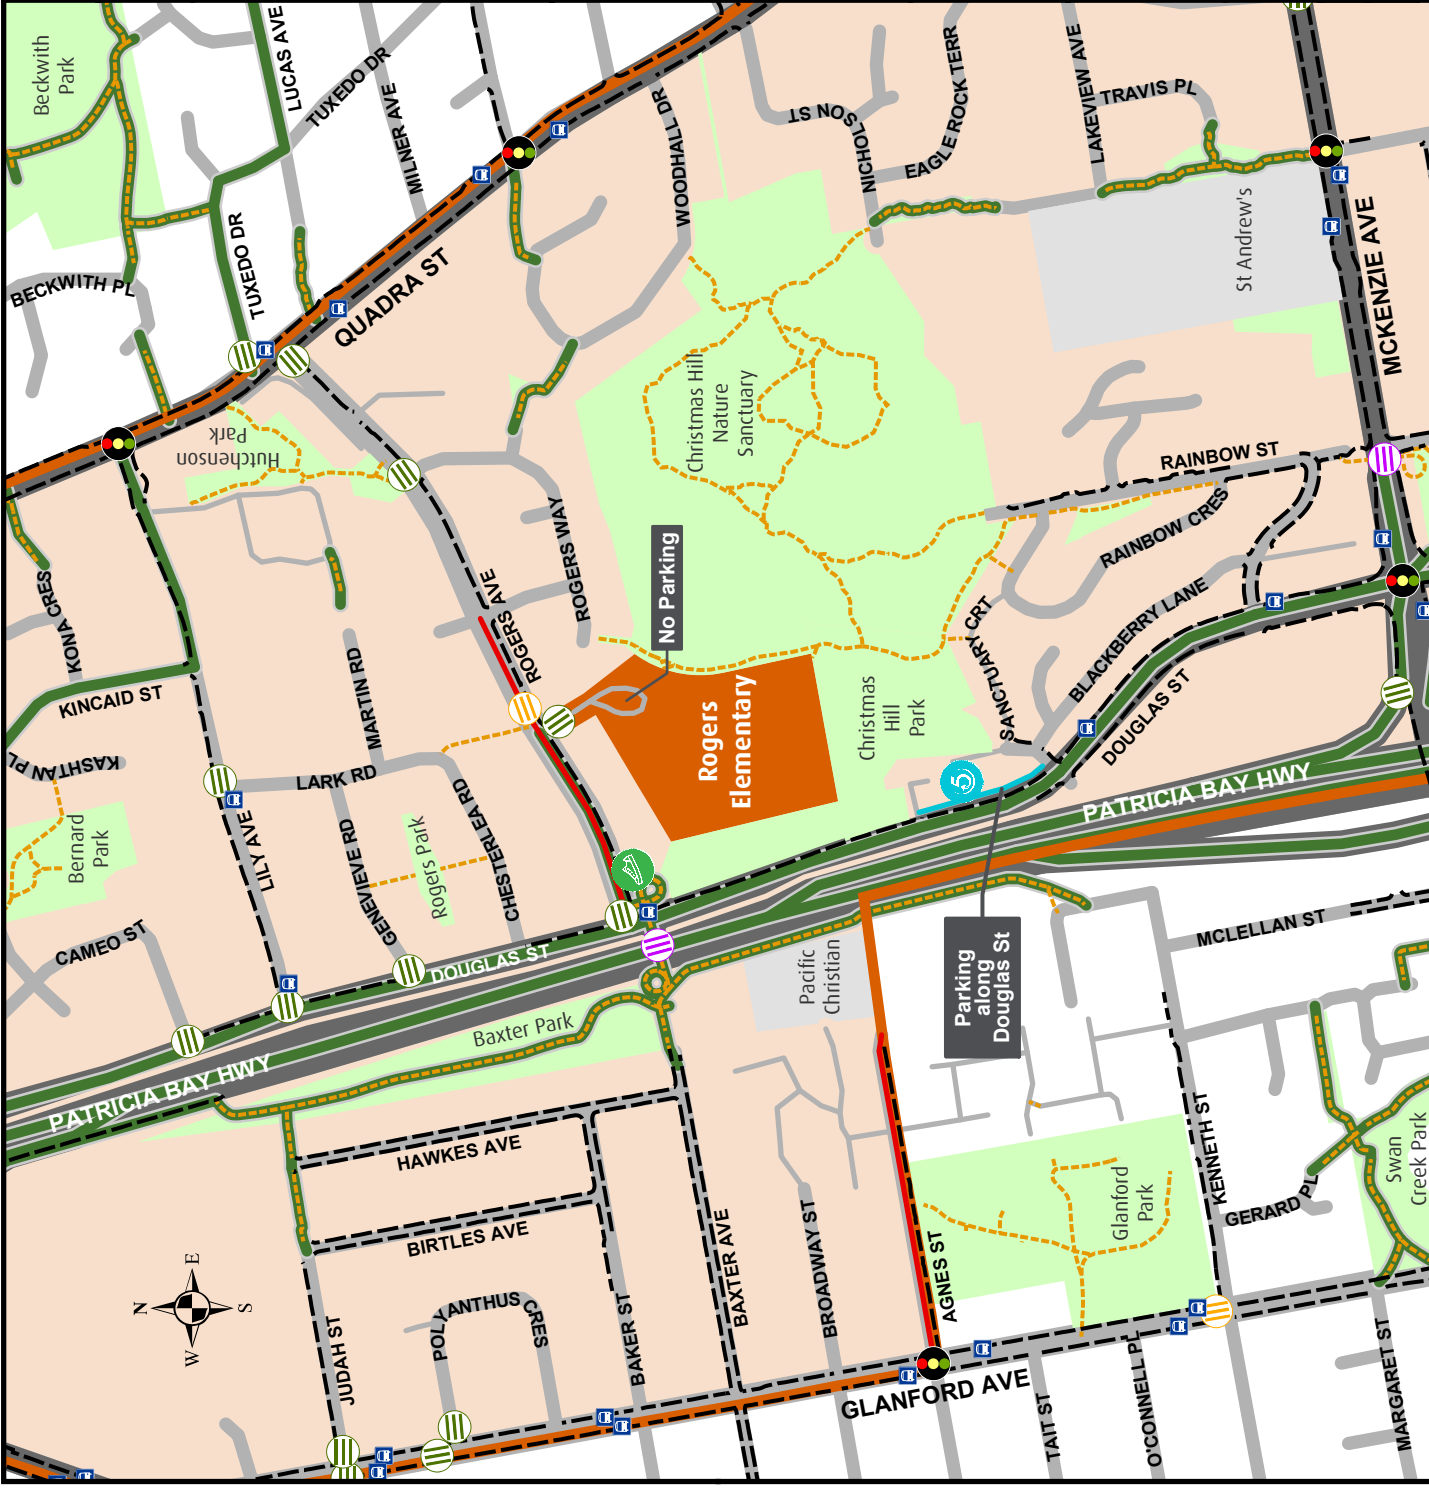 Beckwith
Park
LUCAS AVE
TUXEDO DR
MILNER AVE
BECKWITH PL
TUXEDO DR
QUADRA ST
WOODHALL DR
NICHOLSON ST
EAGLE ROCK TERR
LAKEVIEW AVE
TRAVIS PL
St Andrew's
MCKENZIE AVE
Hutchenson
Park
Christmas Hill
Nature
Sanctuary
RAINBOW ST
RAINBOW CRES
KONA CRES
KINCAID ST
KASHTAN PL
MARTIN RD
LARK RD
ROGERS AVE
ROGERS WAY
No Parking
Rogers
Elementary
Christmas
Hill
Park
SANCTUARY CRT
BLACKBERRY LANE
DOUGLAS ST
PATRICIA BAY HWY
Bernard
Park
LILY AVE
GENEVIEVE RD
Rogers Park
CHESTERLEA RD
CAMEO ST
DOUGLAS ST
PATRICIA BAY HWY
Baxter Park
Pacific
Christian
Parking
along
Douglas St
MCLELLAN ST
HAWKES AVE
BIRTLES AVE
POLYANTHUS CRES
JUDAH ST
BAKER ST
BAXTER AVE
BROADWAY ST
AGNES ST
Glanford
Park
KENNETH ST
GERARD PL
Swan
Creek Park
GLANFORD AVE
TAIT ST
O'CONNELL PL
MARGARET ST
N
E
S
W
5